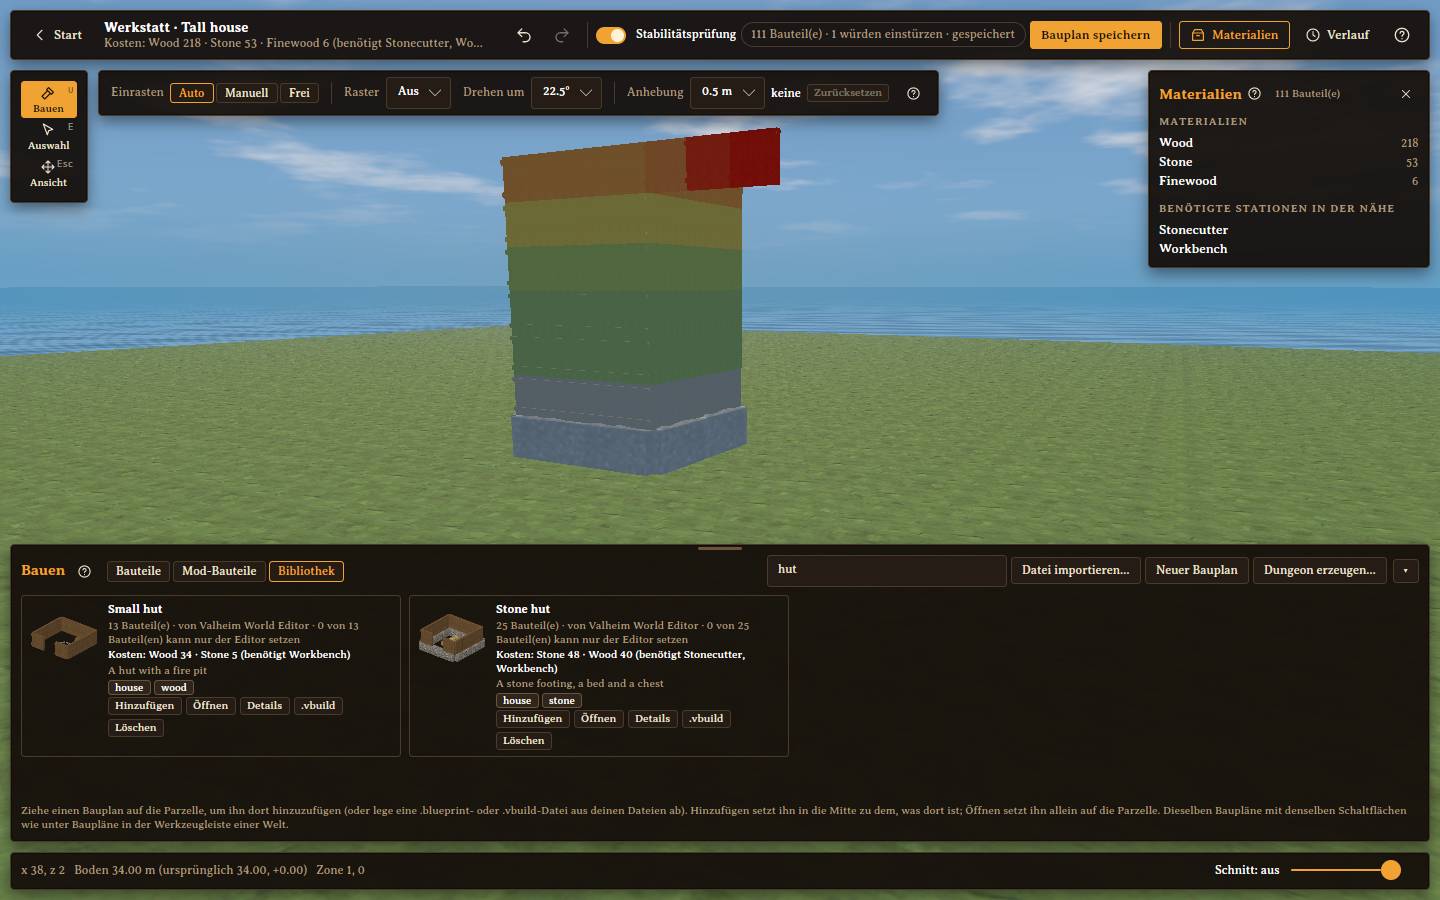 Start
Werkstatt · Tall house
Kosten: Wood 218 · Stone 53 · Finewood 6 (benötigt Stonecutter, Wo...
Stabilitätsprüfung
111 Bauteil(e) · 1 würden einstürzen · gespeichert
Bauplan speichern
Materialien
Verlauf
Bauen U
Auswahl E
Ansicht Esc
Einrasten Auto Manuell Frei Raster Aus Drehen um 22.5° Anhebung 0.5 m keine Zurücksetzen
Materialien 111 Bauteil(e)
MATERIALIEN
Wood 218
Stone 53
Finewood 6
BENÖTIGTE STATIONEN IN DER NÄHE
Stonecutter
Workbench
Bauen Bauteile Mod-Bauteile Bibliothek hut Datei importieren... Neuer Bauplan Dungeon erzeugen...
Small hut
13 Bauteil(e) · von Valheim World Editor · 0 von 13
Bauteil(en) kann nur der Editor setzen
Kosten: Wood 34 · Stone 5 (benötigt Workbench)
A hut with a fire pit
house wood
Hinzufügen Öffnen Details .vbuild
Löschen
Stone hut
25 Bauteil(e) · von Valheim World Editor · 0 von 25
Bauteil(en) kann nur der Editor setzen
Kosten: Stone 48 · Wood 40 (benötigt Stonecutter,
Workbench)
A stone footing, a bed and a chest
house stone
Hinzufügen Öffnen Details .vbuild
Löschen
Ziehe einen Bauplan auf die Parzelle, um ihn dort hinzuzufügen (oder lege eine .blueprint- oder .vbuild-Datei aus deinen Dateien ab). Hinzufügen setzt ihn in die Mitte zu dem, was dort ist; Öffnen setzt ihn allein auf die Parzelle. Dieselben Baupläne mit denselben Schaltflächen
wie unter Baupläne in der Werkzeugleiste einer Welt.
x 38, z 2 Boden 34.00 m (ursprünglich 34.00, +0.00) Zone 1, 0
Schnitt: aus